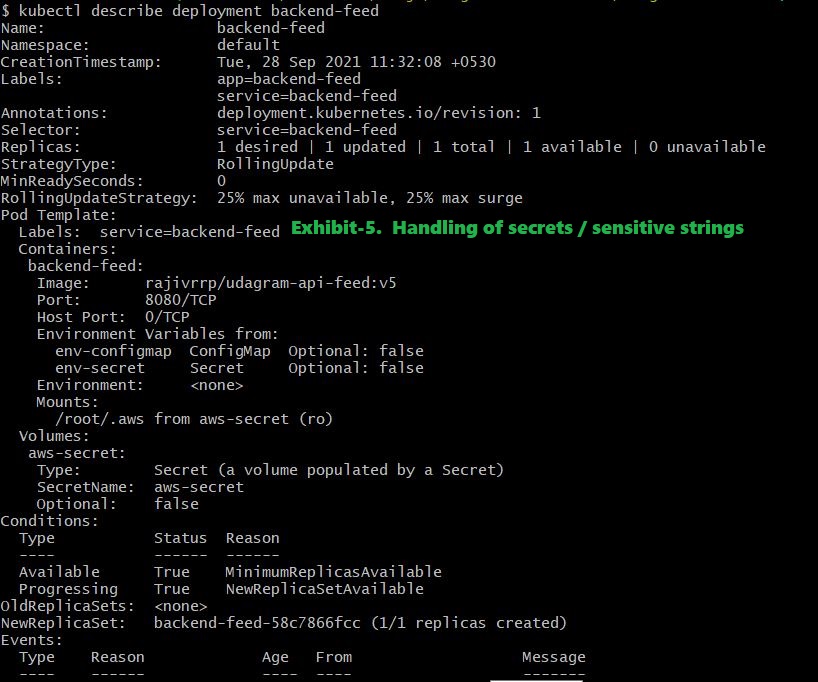 $ kubectl describe deployment backend-feed
Name:                   backend-feed
Namespace:              default
CreationTimestamp:      Tue, 28 Sep 2021 11:32:08 +0530
Labels:                 app=backend-feed
                        service=backend-feed
Annotations:            deployment.kubernetes.io/revision: 1
Selector:               service=backend-feed
Replicas:               1 desired | 1 updated | 1 total | 1 available | 0 unavailable
StrategyType:           RollingUpdate
MinReadySeconds:        0
RollingUpdateStrategy:  25% max unavailable, 25% max surge
Pod Template:
  Labels:  service=backend-feed Exhibit-5. Handling of secrets / sensitive strings
  Containers:
   backend-feed:
    Image:      rajivrrp/udagram-api-feed:v5
    Port:       8080/TCP
    Host Port:  0/TCP
    Environment Variables from:
      env-configmap  ConfigMap  Optional: false
      env-secret     Secret     Optional: false
    Environment:     <none>
    Mounts:
      /root/.aws from aws-secret (ro)
  Volumes:
   aws-secret:
    Type:        Secret (a volume populated by a Secret)
    SecretName:  aws-secret
    Optional:    false
Conditions:
  Type           Status  Reason
  ----           ------  ------
  Available      True    MinimumReplicasAvailable
  Progressing    True    NewReplicaSetAvailable
OldReplicaSets:  <none>
NewReplicaSet:   backend-feed-58c7866fcc (1/1 replicas created)
Events:
  Type    Reason             Age   From                   Message
  ----    ------             ----  ----                   -------